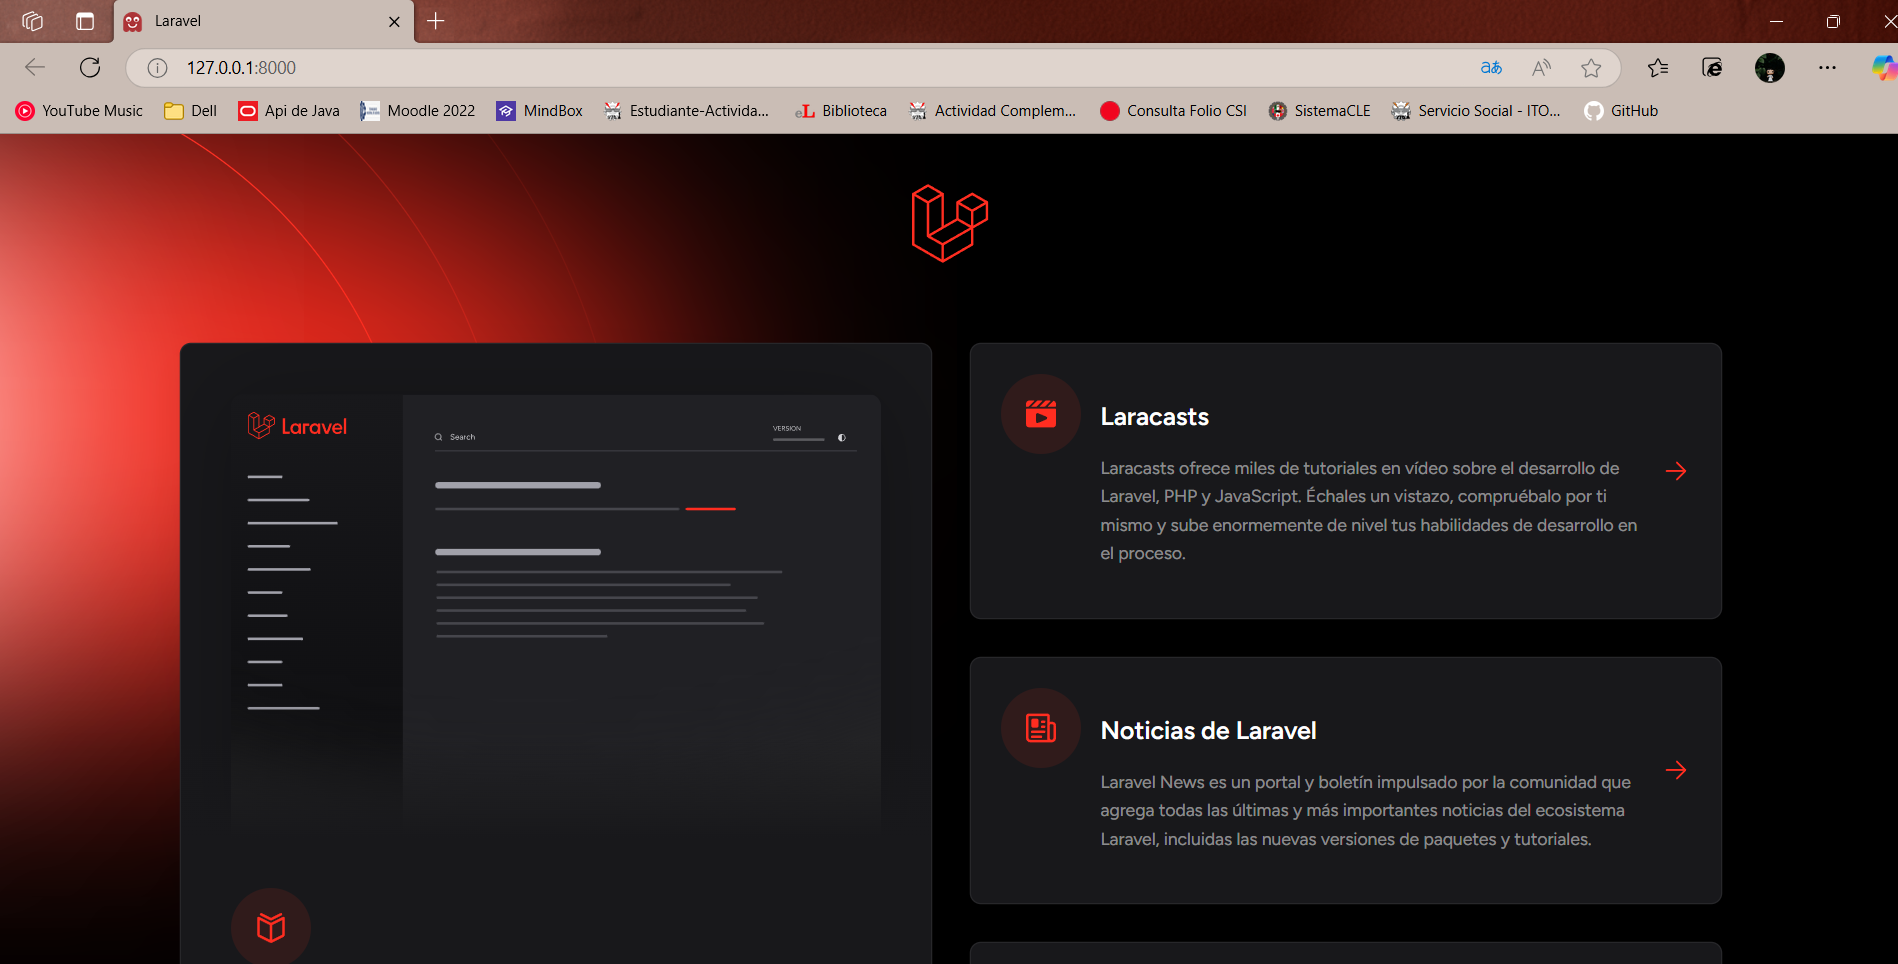 Laravel
127.0.0.1:8000
YouTube Music
Dell
Api de Java
Moodle 2022
MindBox
Estudiante-Activida...
eL Biblioteca
Actividad Complem...
Consulta Folio CSI
SistemaCLE
Servicio Social - ITO...
GitHub
Laravel
Search
VERSION
Laracasts
Laracasts ofrece miles de tutoriales en vídeo sobre el desarrollo de
Laravel, PHP y JavaScript. Échales un vistazo, compruébalo por ti
mismo y sube enormemente de nivel tus habilidades de desarrollo en
el proceso.
Noticias de Laravel
Laravel News es un portal y boletín impulsado por la comunidad que
agrega todas las últimas y más importantes noticias del ecosistema
Laravel, incluidas las nuevas versiones de paquetes y tutoriales.